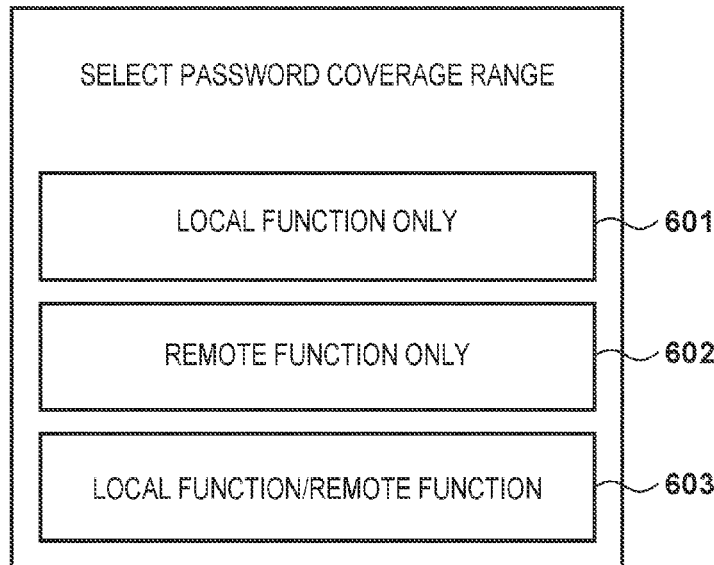 SELECT PASSWORD COVERAGE RANGE
LOCAL FUNCTION ONLY
601
REMOTE FUNCTION ONLY
602
LOCAL FUNCTION/REMOTE FUNCTION
603